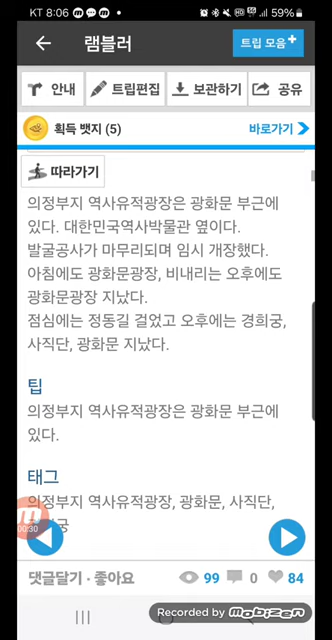 KT 8:06 59%
램블러
트립 모음+
안내
트립편집
보관하기
공유
획득 뱃지 (5)
바로가기
따라가기
의정부지 역사유적광장은 광화문 부근에
있다. 대한민국역사박물관 옆이다.
발굴공사가 마무리되며 임시 개장했다.
아침에도 광화문광장, 비내리는 오후에도
광화문광장 지났다.
점심에는 정동길 걸었고 오후에는 경희궁,
사직단, 광화문 지났다.
팁
의정부지 역사유적광장은 광화문 부근에
있다.
태그
의정부지 역사유적광장, 광화문, 사직단,
궁
00:30
댓글달기 · 좋아요
99
0
84
Recorded by mobizen